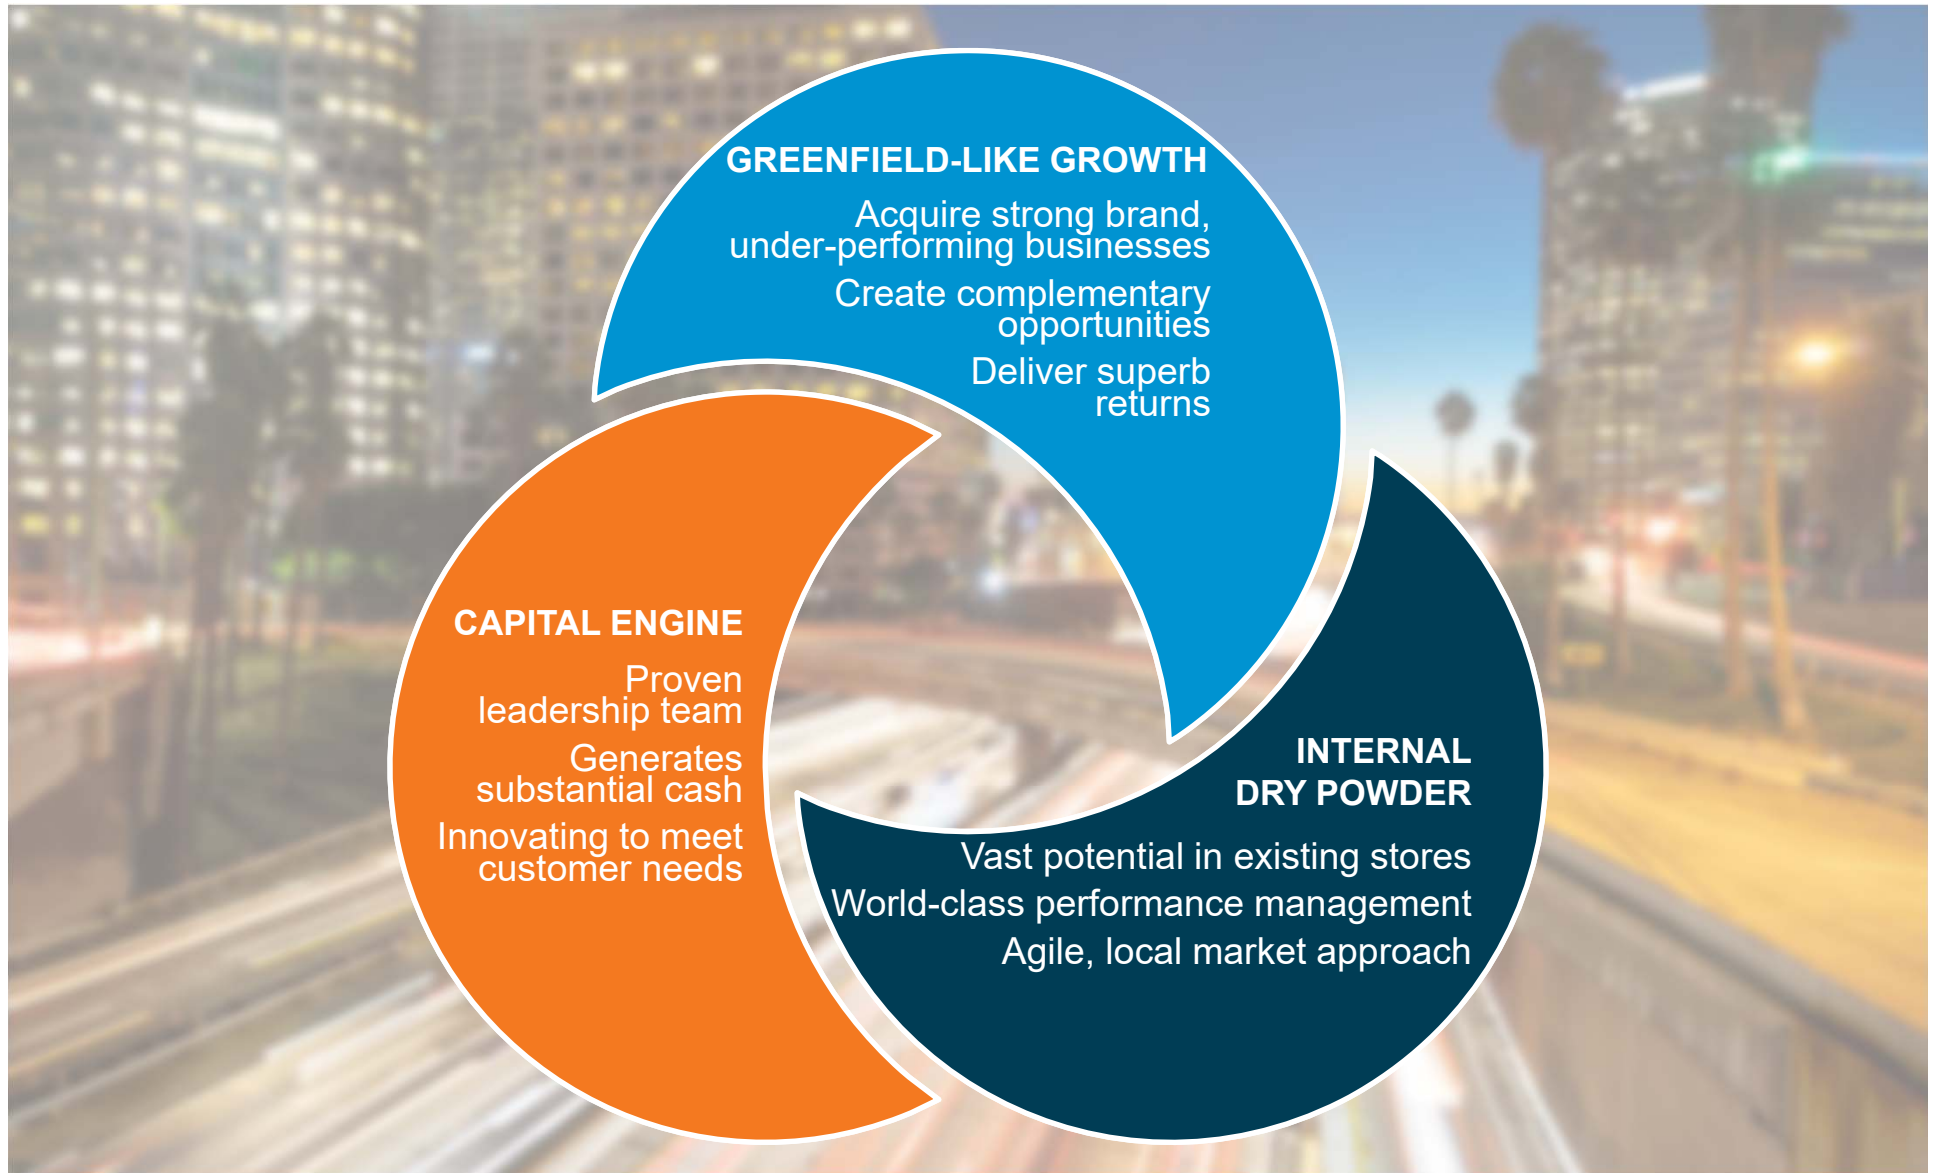 GREENFIELD-LIKE GROWTH
Acquire strong brand,
under-performing businesses
Create complementary
opportunities
Deliver superb
returns
CAPITAL ENGINE
Proven
leadership team
Generates
substantial cash
Innovating to meet
customer needs
INTERNAL
DRY POWDER
Vast potential in existing stores
World-class performance management
Agile, local market approach